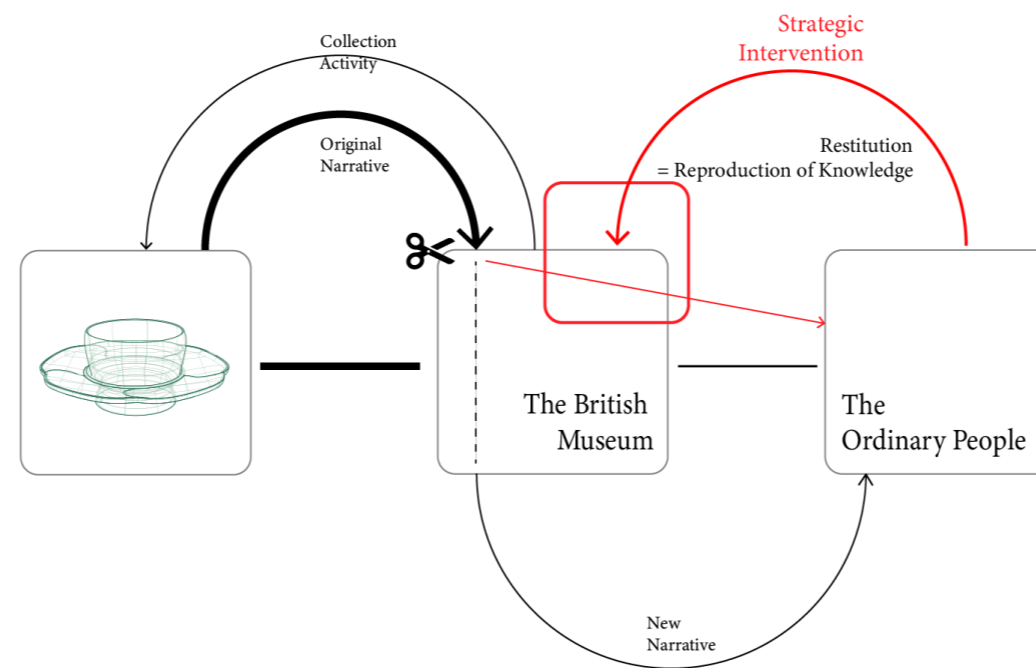 Collection
Activity
Original
Narrative
Strategic
Intervention
Restitution
= Reproduction of Knowledge
The British
Museum
The
Ordinary People
New
Narrative